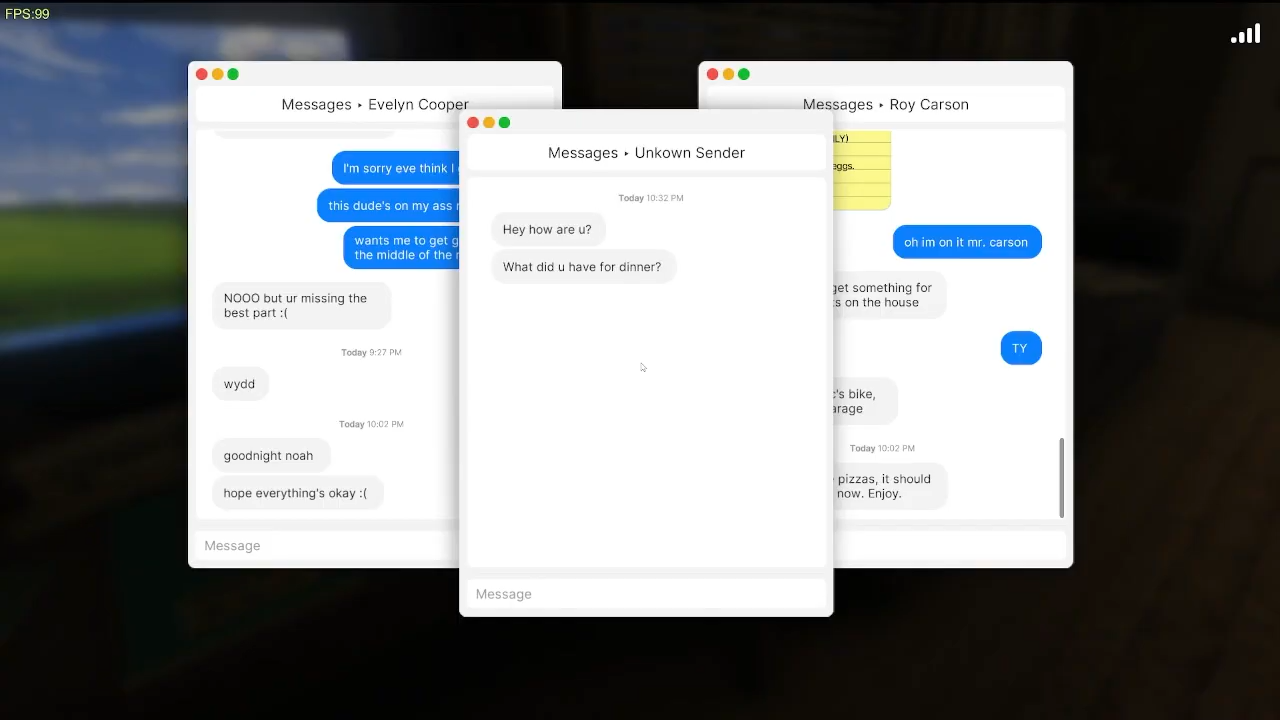 FPS:99
Messages ▸ Evelyn Cooper
I'm sorry eve think I
this dude's on my ass
wants me to get g
the middle of the
NOOO but ur missing the
best part :(
Today 9:27 PM
wydd
Today 10:02 PM
goodnight noah
hope everything's okay :(
Message
Messages ▸ Unkown Sender
Today 10:32 PM
Hey how are u?
What did u have for dinner?
Message
Messages ▸ Roy Carson
LY)
eggs.
oh im on it mr. carson
get something for
s on the house
TY
c's bike,
arage
Today 10:02 PM
pizzas, it should
now. Enjoy.